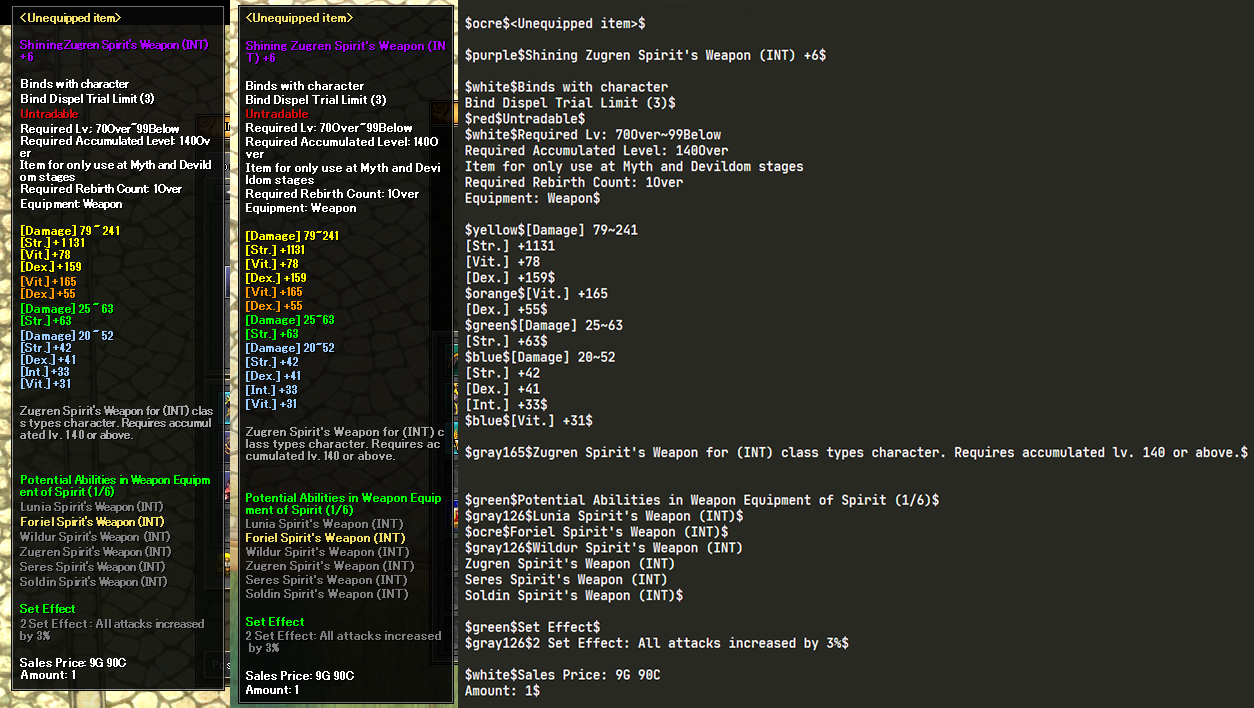 <Unequipped item>
Shining Zugren Spirit's Weapon (INT)
+6
Binds with character
Bind Dispel Trial Limit (3)
Untradable
Required Lv: 70Over~99Below
Required Accumulated Level: 140Ov
er
Item for only use at Myth and Devild
om stages
Required Rebirth Count: 1Over
Equipment: Weapon
[Damage] 79~241
[Str.] +1131
[Vit.] +78
[Dex.] +159
[Vit.] +165
[Dex.] +55
[Damage] 25~63
[Str.] +63
[Damage] 20~52
[Str.] +42
[Dex.] +41
[Int.] +33
[Vit.] +31
Zugren Spirit's Weapon for (INT) clas
s types character. Requires accumul
ated lv. 140 or above.
Potential Abilities in Weapon Equipm
ent of Spirit (1/6)
Lunia Spirit's Weapon (INT)
Foriel Spirit's Weapon (INT)
Wildur Spirit's Weapon (INT)
Zugren Spirit's Weapon (INT)
Seres Spirit's Weapon (INT)
Soldin Spirit's Weapon (INT)
Set Effect
2 Set Effect: All attacks increased
by 3%
Sales Price: 9G 90C
Amount: 1
<Unequipped item>
Shining Zugren Spirit's Weapon (IN
T) +6
Binds with character
Bind Dispel Trial Limit (3)
Untradable
Required Lv: 70Over~99Below
Required Accumulated Level: 140O
ver
Item for only use at Myth and Devi
ldom stages
Required Rebirth Count: 1Over
Equipment: Weapon
[Damage] 79~241
[Str.] +1131
[Vit.] +78
[Dex.] +159
[Vit.] +165
[Dex.] +55
[Damage] 25~63
[Str.] +63
[Damage] 20~52
[Str.] +42
[Dex.] +41
[Int.] +33
[Vit.] +31
Zugren Spirit's Weapon for (INT) c
lass types character. Requires ac
cumulated lv. 140 or above.
Potential Abilities in Weapon Equip
ment of Spirit (1/6)
Lunia Spirit's Weapon (INT)
Foriel Spirit's Weapon (INT)
Wildur Spirit's Weapon (INT)
Zugren Spirit's Weapon (INT)
Seres Spirit's Weapon (INT)
Soldin Spirit's Weapon (INT)
Set Effect
2 Set Effect: All attacks increased
by 3%
Sales Price: 9G 90C
Amount: 1
$ocre$<Unequipped item>$
$purple$Shining Zugren Spirit's Weapon (INT) +6$
$white$Binds with character
Bind Dispel Trial Limit (3)$
$red$Untradable$
$white$Required Lv: 70Over~99Below
Required Accumulated Level: 140Over
Item for only use at Myth and Devildom stages
Required Rebirth Count: 1Over
Equipment: Weapon$
$yellow$[Damage] 79~241
[Str.] +1131
[Vit.] +78
[Dex.] +159$
$orange$[Vit.] +165
[Dex.] +55$
$green$[Damage] 25~63
[Str.] +63$
$blue$[Damage] 20~52
[Str.] +42
[Dex.] +41
[Int.] +33$
$blue$[Vit.] +31$
$gray165$Zugren Spirit's Weapon for (INT) class types character. Requires accumulated lv. 140 or above.$
$green$Potential Abilities in Weapon Equipment of Spirit (1/6)$
$gray126$Lunia Spirit's Weapon (INT)$
$ocre$Foriel Spirit's Weapon (INT)$
$gray126$Wildur Spirit's Weapon (INT)
Zugren Spirit's Weapon (INT)
Seres Spirit's Weapon (INT)
Soldin Spirit's Weapon (INT)$
$green$Set Effect$
$gray126$2 Set Effect: All attacks increased by 3%$
$white$Sales Price: 9G 90C
Amount: 1$